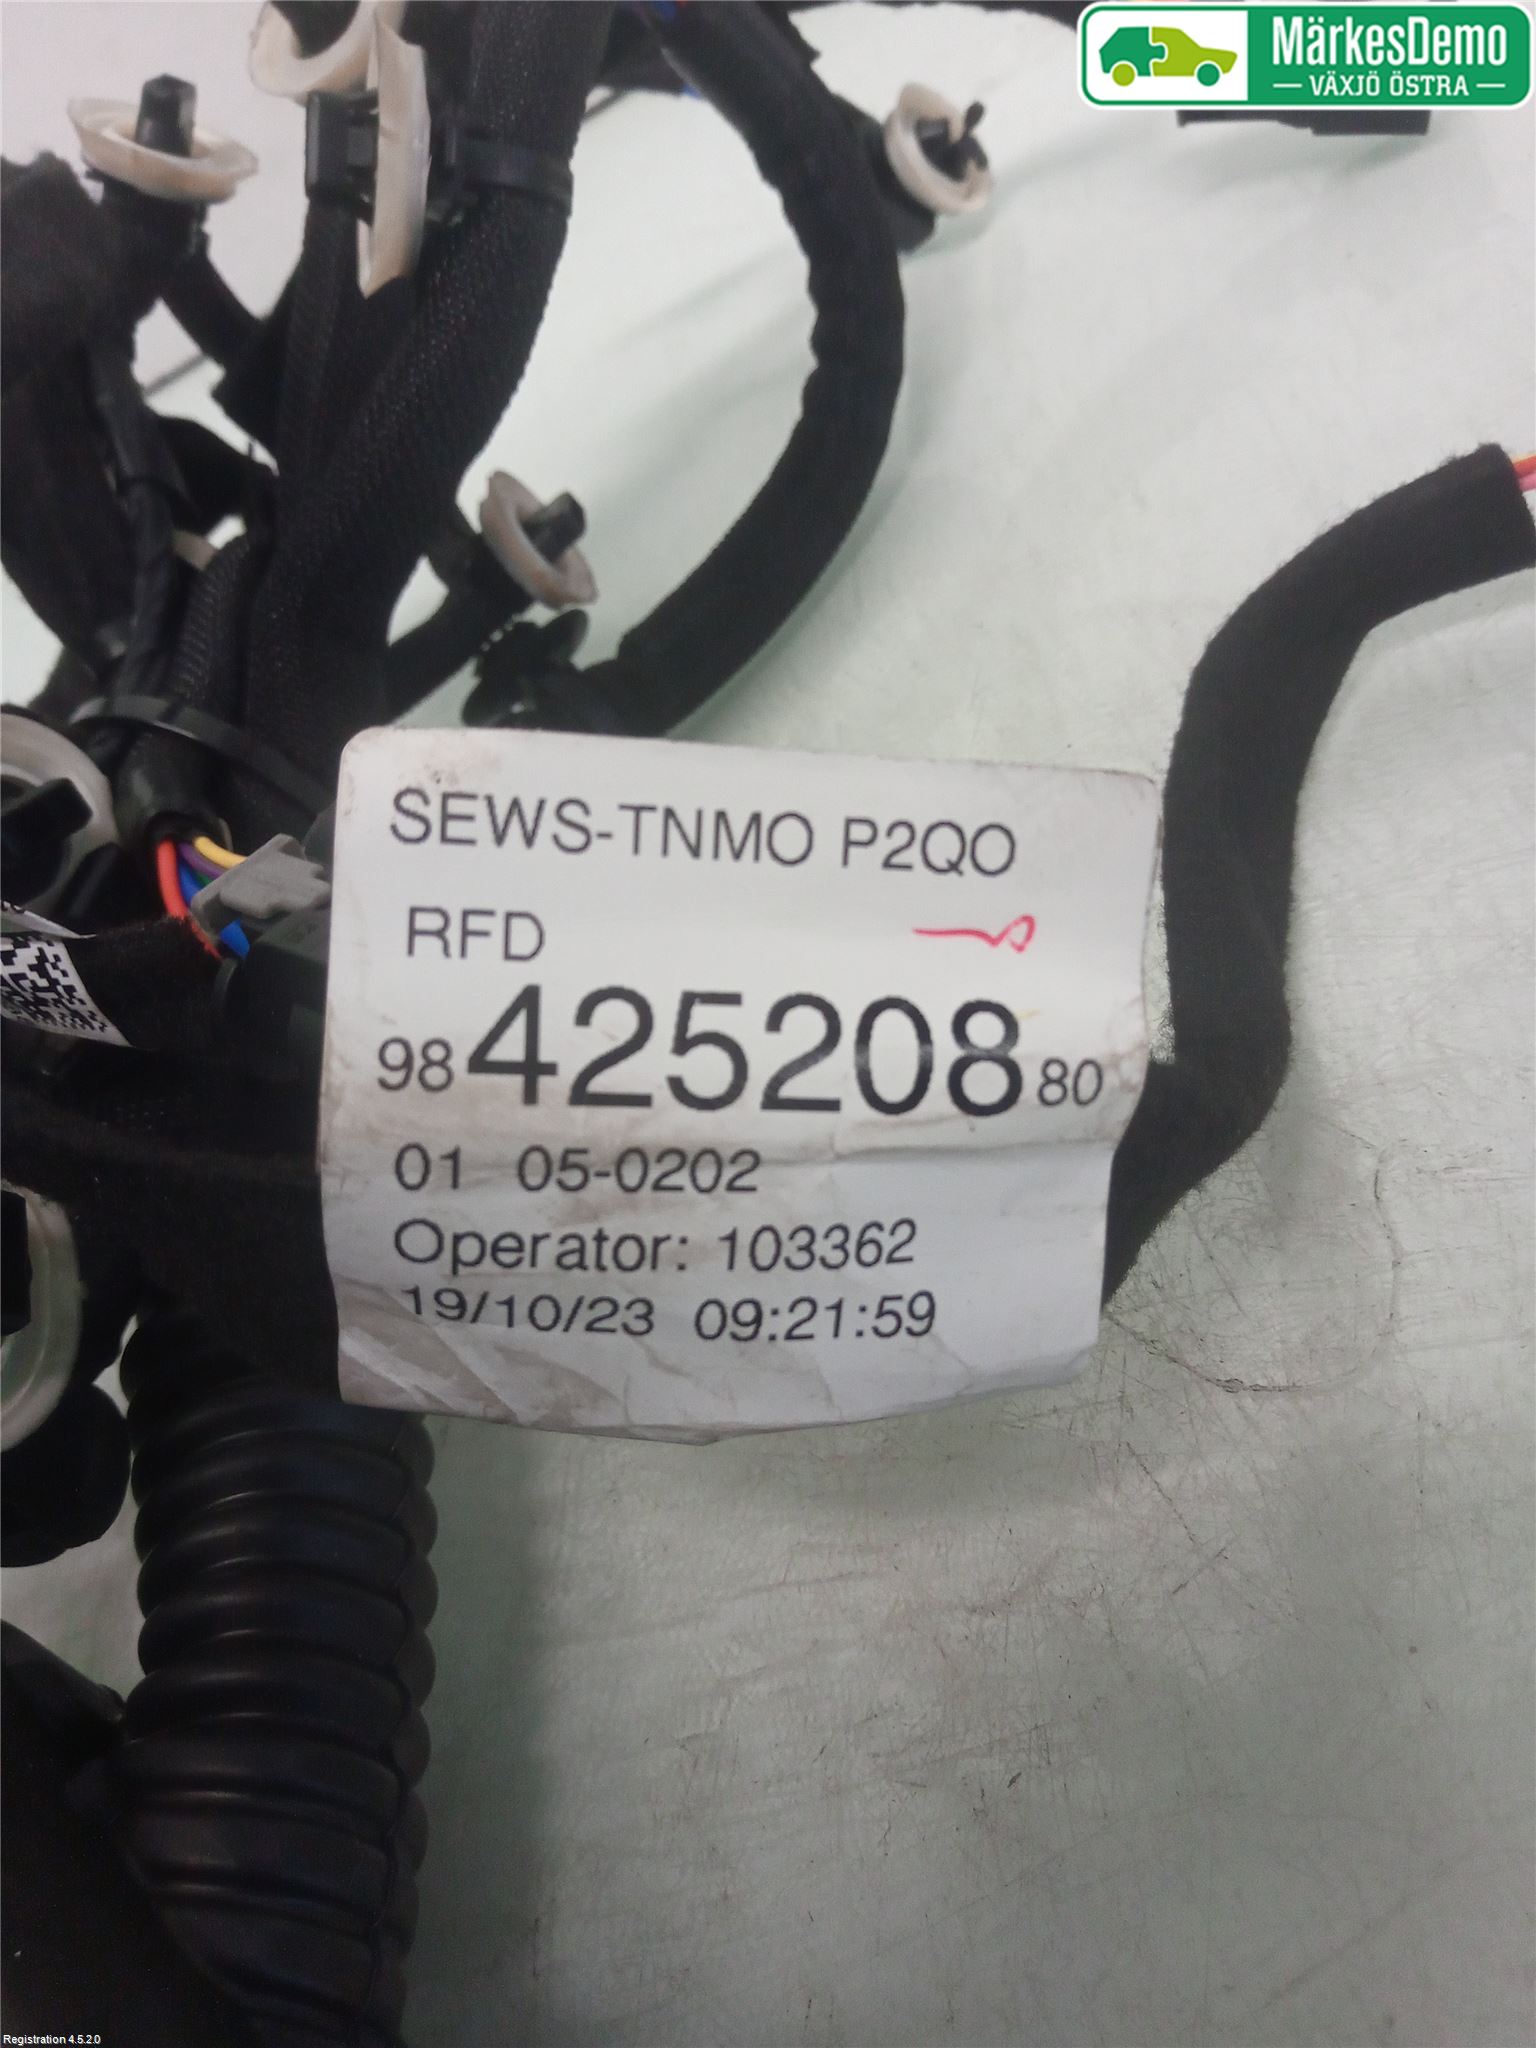 MärkesDemo
VÄXJÖ ÖSTRA
SEWS-TNMO P2QO
RFD
98 425208 80
01 05-0202
Operator: 103362
19/10/23 09:21:59
Registration 4.5.2.0